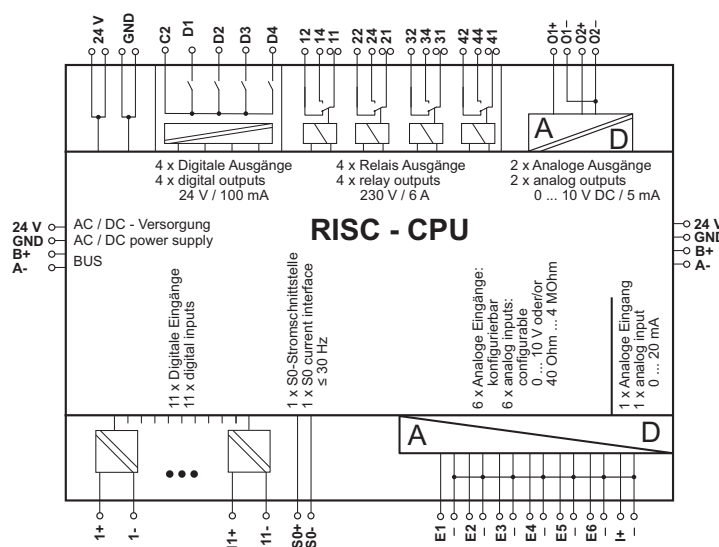 24 V GND C2 D1 D2 D3 D4 12 14 11 22 24 21 32 34 31 42 44 41 O1+ O1– O2+ O2–
A D
4 x Digitale Ausgänge
4 x digital outputs
24 V / 100 mA
4 x Relais Ausgänge
4 x relay outputs
230 V / 6 A
2 x Analoge Ausgänge
2 x analog outputs
0 ... 10 V DC / 5 mA
24 V
GND
B+
A-
AC / DC - Versorgung
AC / DC power supply
BUS
RISC - CPU
24 V
GND
B+
A-
11 x Digitale Eingänge
11 x digital inputs
1 x S0-Stromschnittstelle
1 x S0 current interface
≤ 30 Hz
6 x Analoge Eingänge:
konfigurierbar
6 x analog inputs:
configurable
0 ... 10 V oder/or
40 Ohm ... 4 MOhm
1 x Analoge Eingang
1 x analog input
0 ... 20 mA
A D
1+ 1- 11+ 11- S0+ S0- E1 – E2 – E3 – E4 – E5 – E6 – I+ –